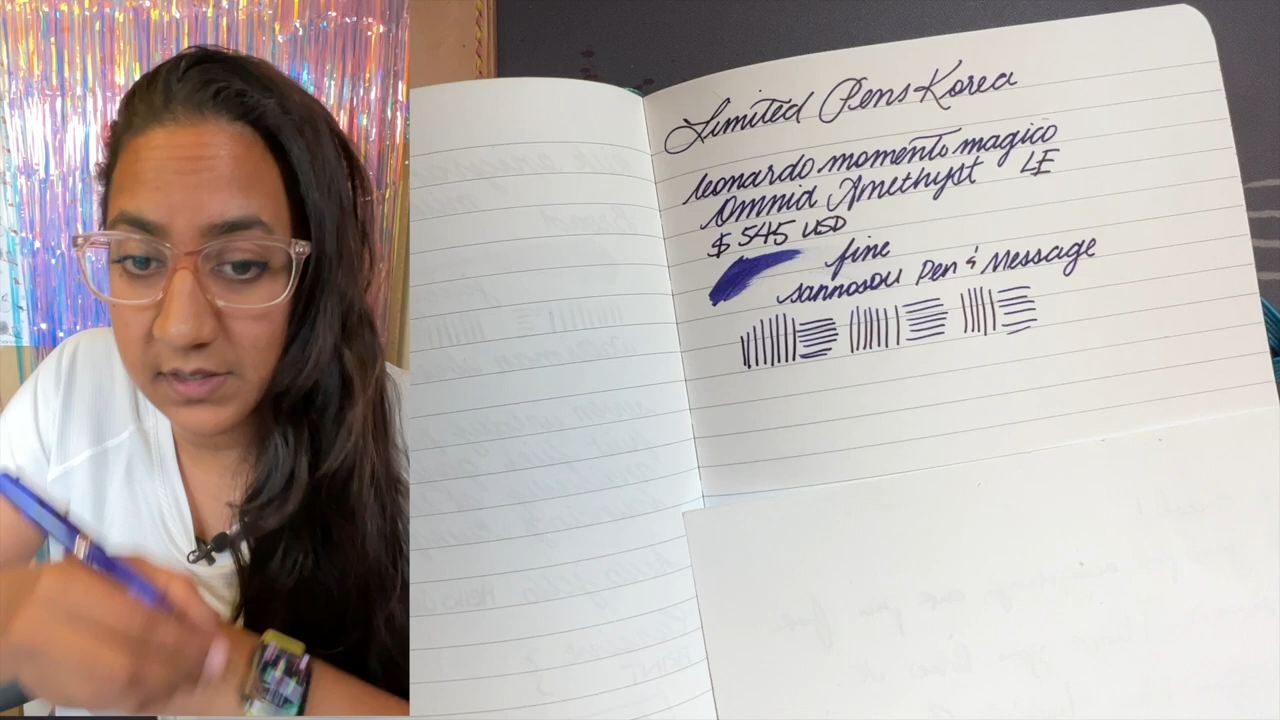 Limited Pens Korea
leonardo momento magico
Omnia Amethyst LE
$545 USD
fine
sannosou Pen & Message